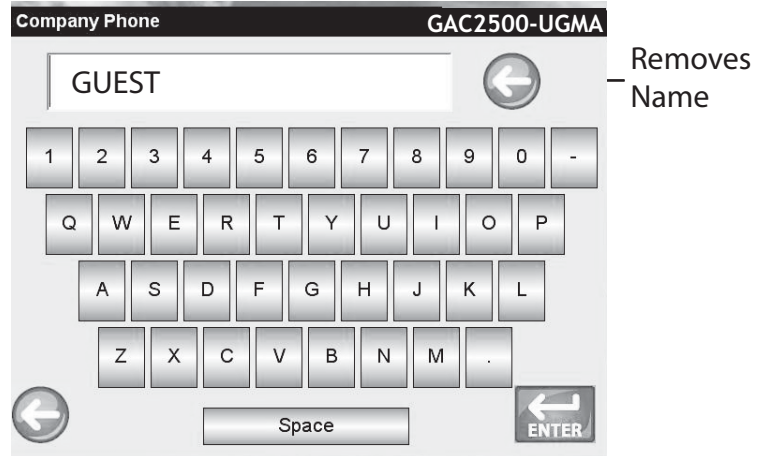 Company Phone GAC2500-UGMA
GUEST
Removes
Name
1 2 3 4 5 6 7 8 9 0 -
Q W E R T Y U I O P
A S D F G H J K L
Z X C V B N M .
Space
ENTER